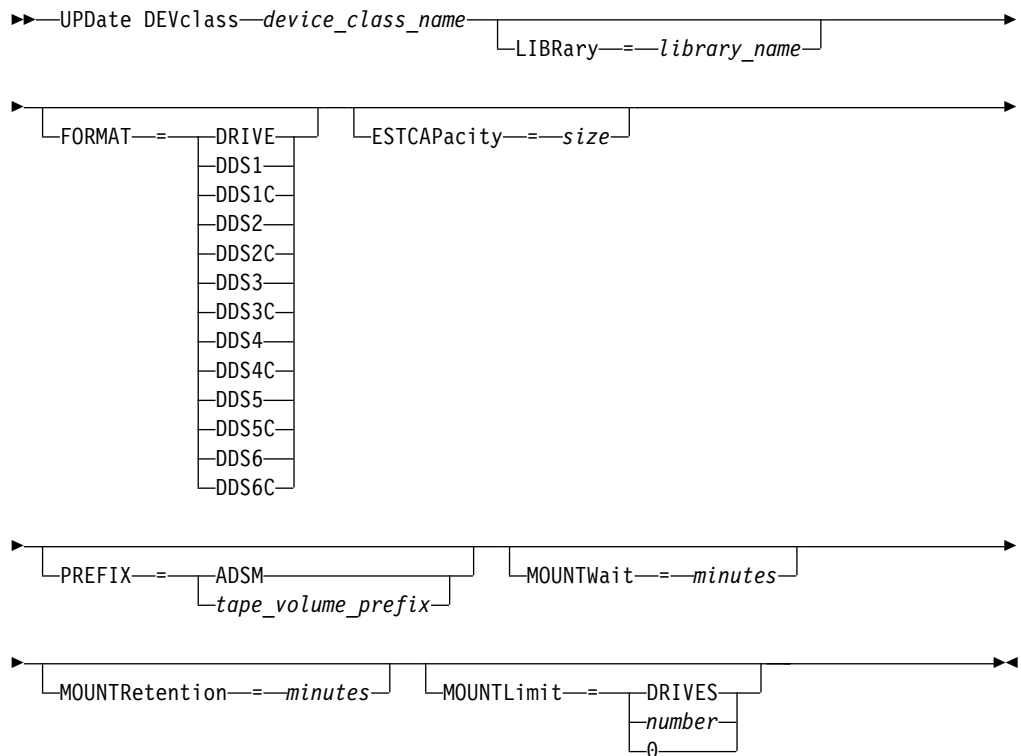 UPDate DEVclass device_class_name
LIBRary = library_name
FORMAT = DRIVE ESTCAPacity = size
DDS1
DDS1C
DDS2
DDS2C
DDS3
DDS3C
DDS4
DDS4C
DDS5
DDS5C
DDS6
DDS6C
PREFIX = ADSM MOUNTWait = minutes
tape_volume_prefix
MOUNTRetention = minutes MOUNTLimit = DRIVES
number
0